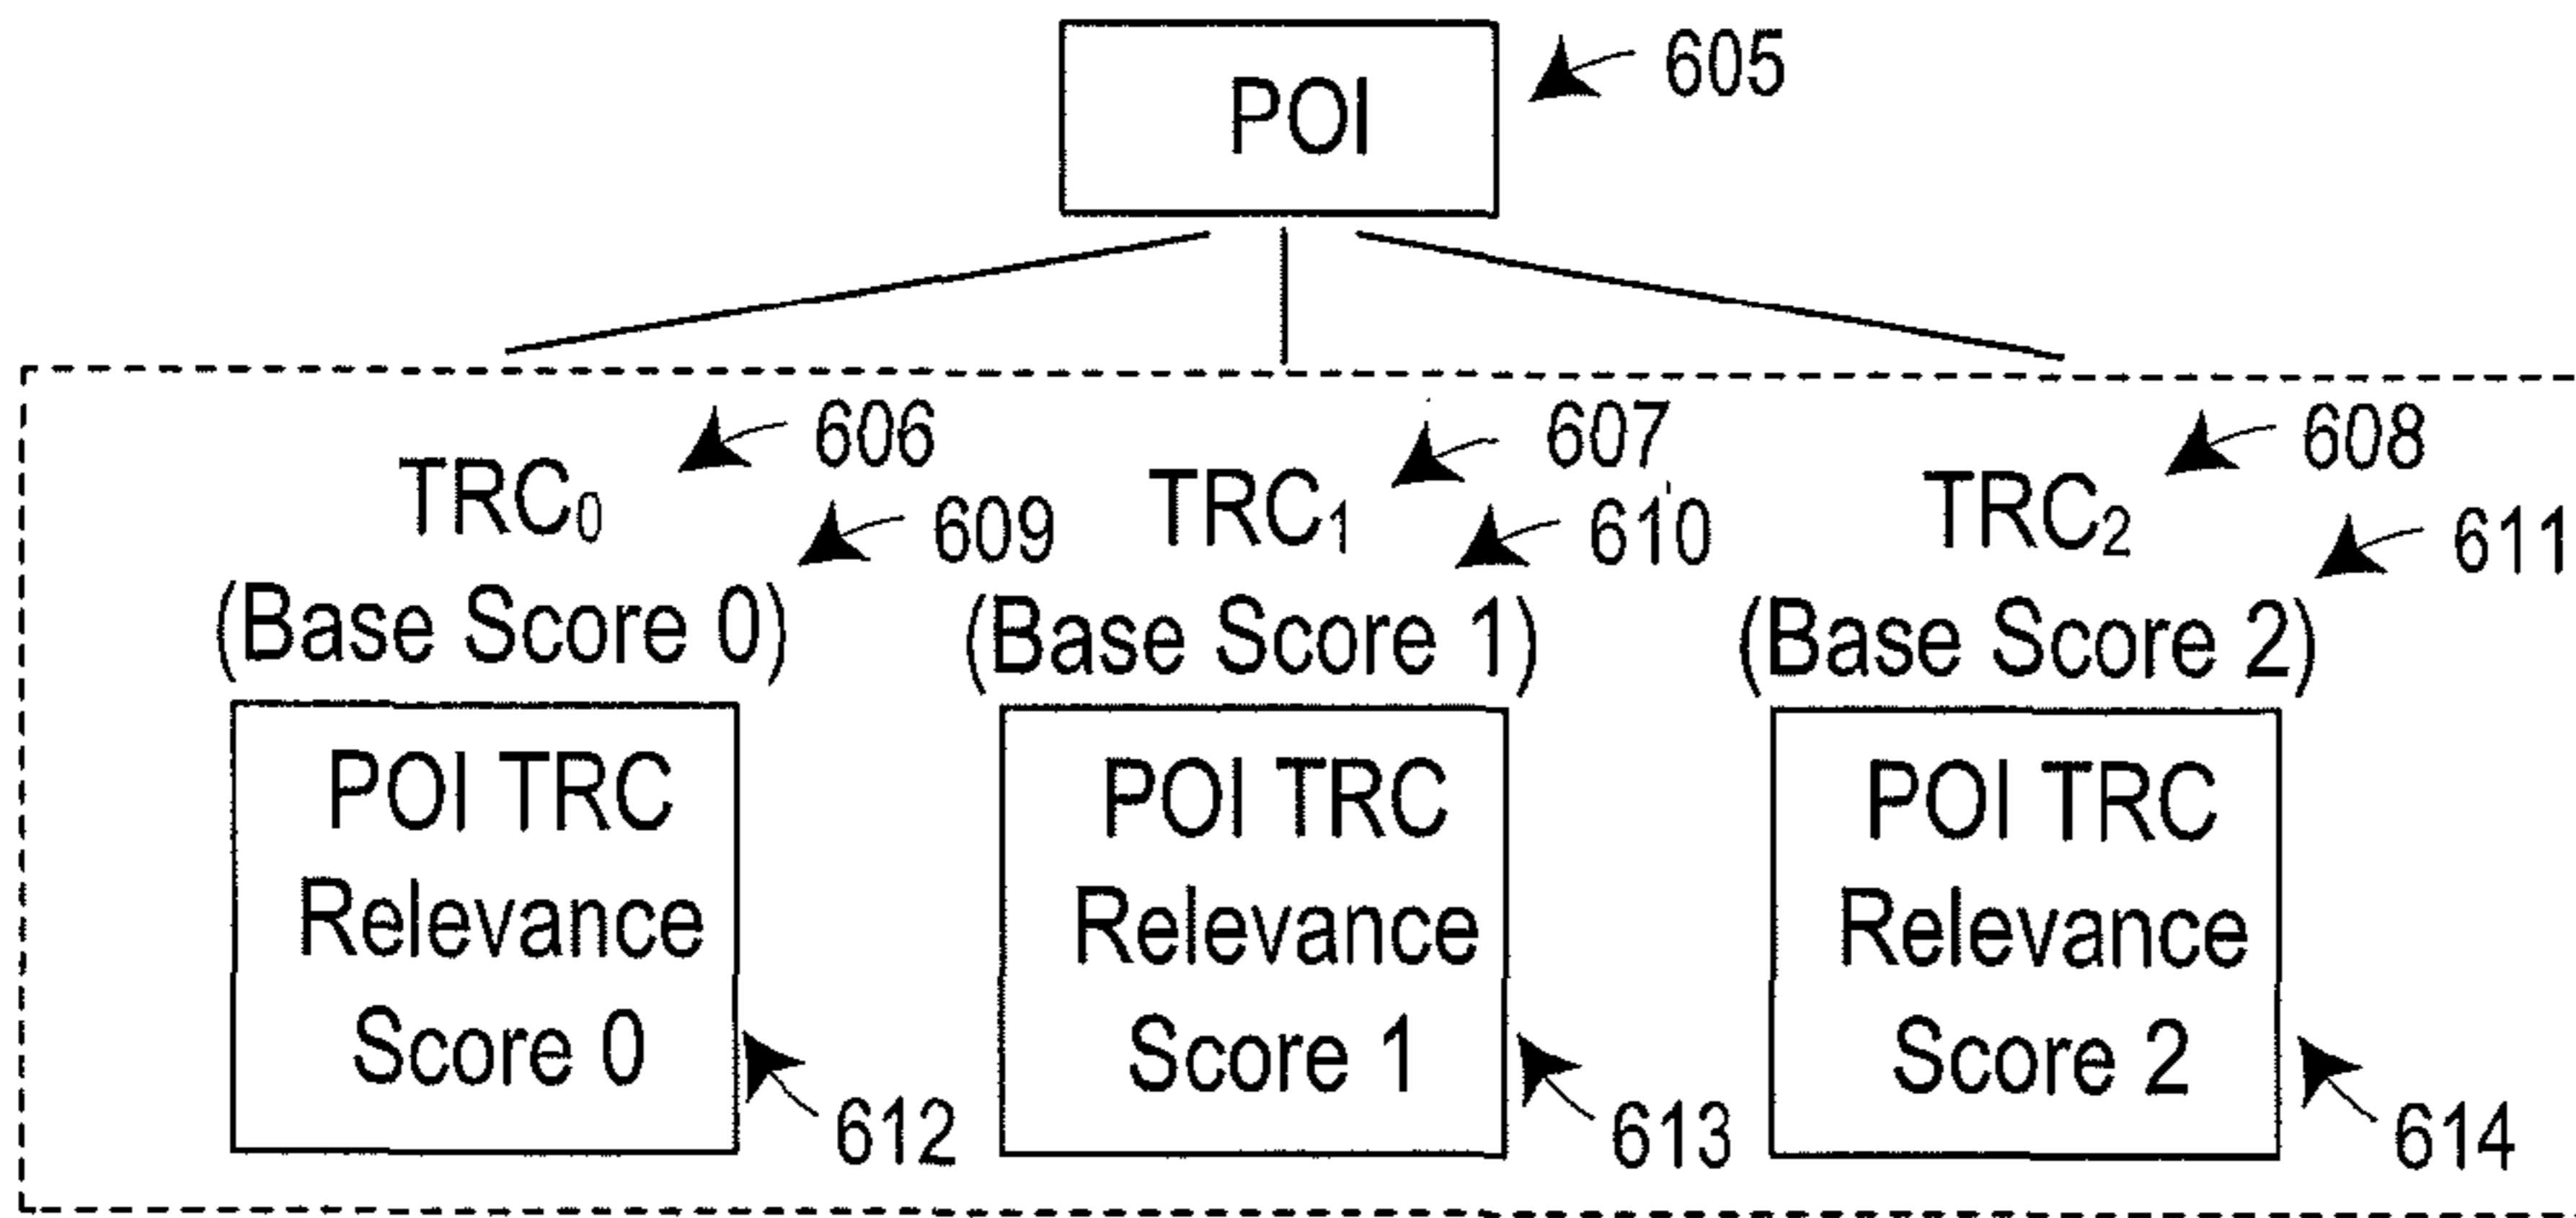 POI
605
606
607
608
TRC₀
TRC₁
TRC₂
609
610
611
(Base Score 0)
(Base Score 1)
(Base Score 2)
POI TRC
Relevance
Score 0
612
POI TRC
Relevance
Score 1
613
POI TRC
Relevance
Score 2
614